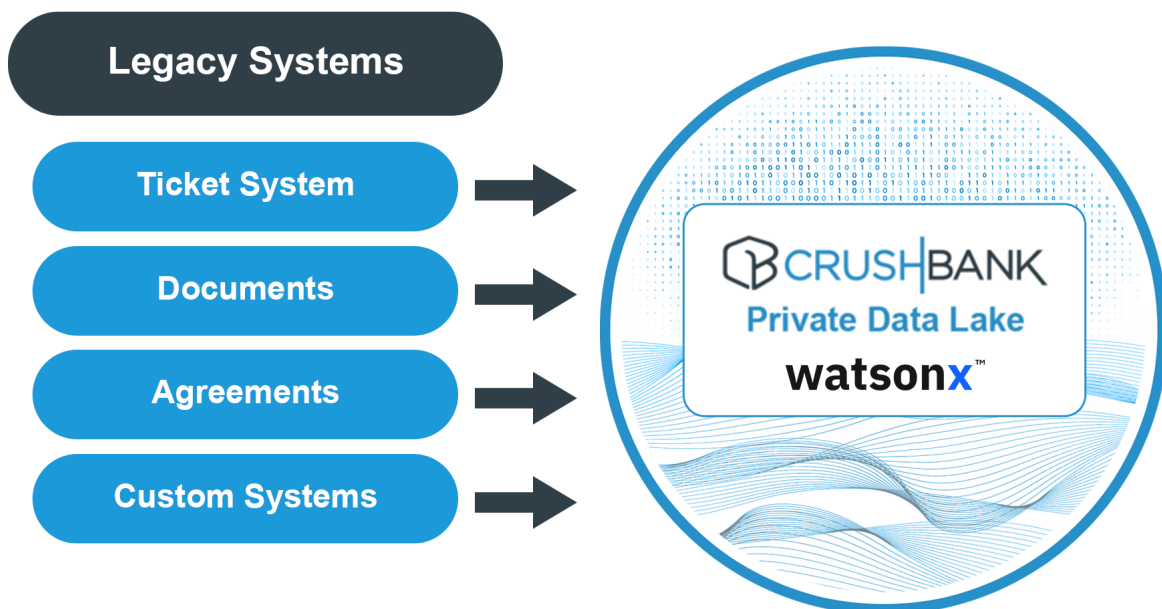 Legacy Systems
Ticket System
Documents
Agreements
Custom Systems
CRUSHBANK
Private Data Lake
watsonx™